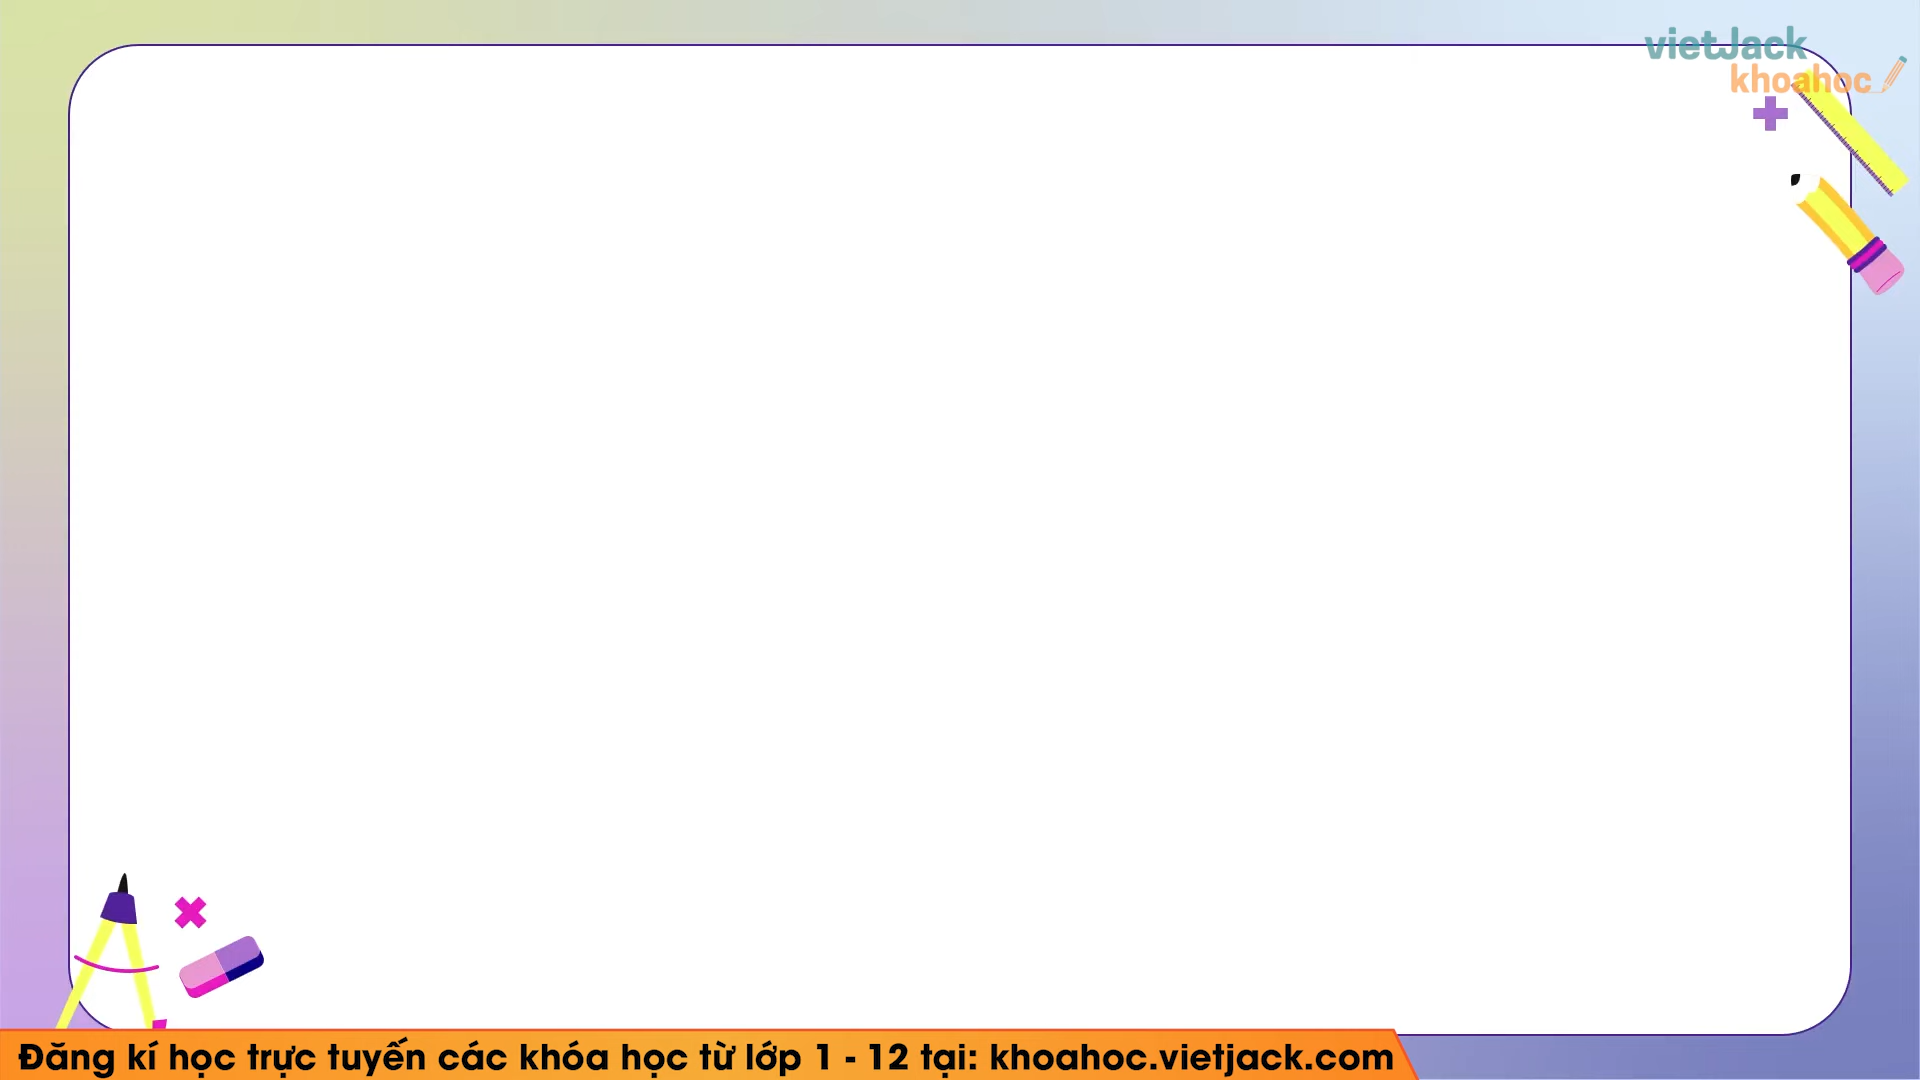 vietJack
khoahoc
Đăng kí học trực tuyến các khóa học từ lớp 1 - 12 tại: khoahoc.vietjack.com